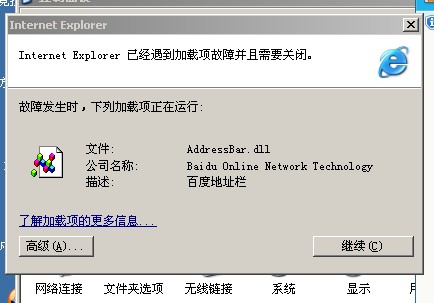 Internet Explorer
Internet Explorer 已经遇到加载项故障并且需要关闭。
故障发生时，下列加载项正在运行:
文件: AddressBar.dll
公司名称: Baidu Online Network Technology
描述: 百度地址栏
了解加载项的更多信息...
高级(A)... 继续(C)
网络连接 文件夹选项 无线链接 系统 显示